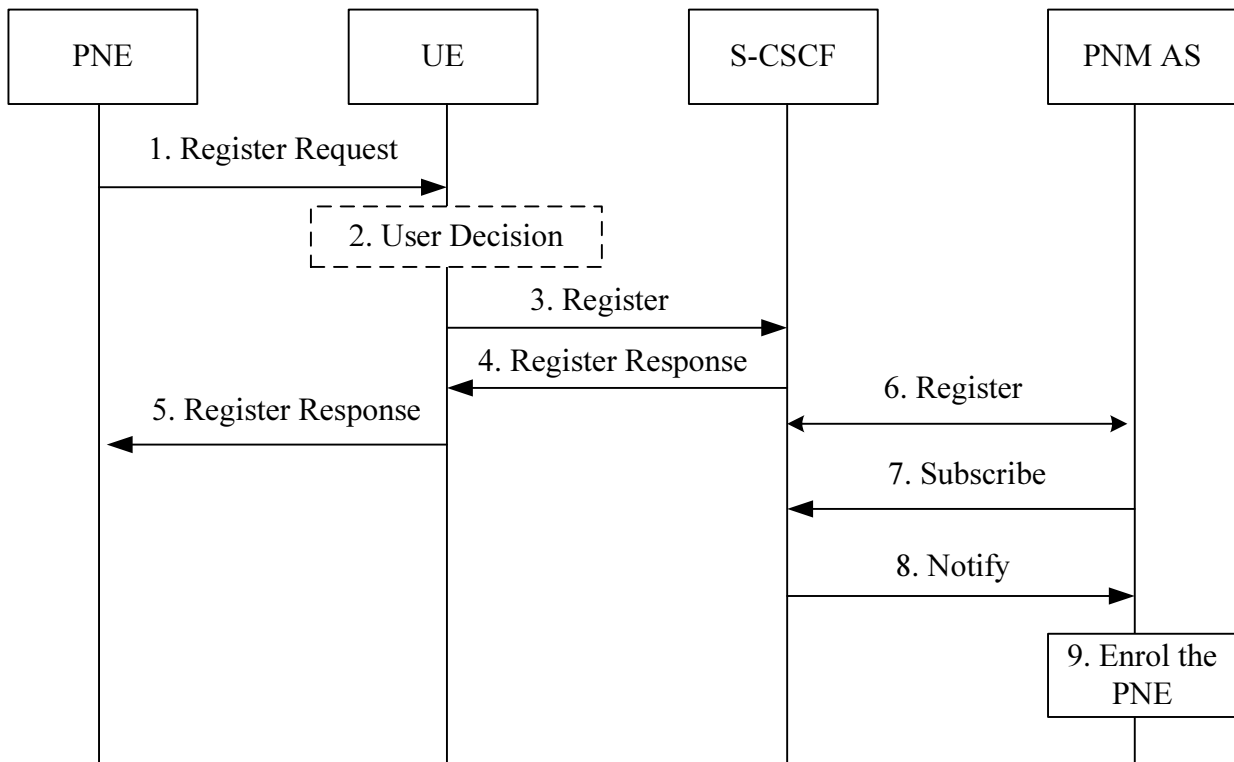 PNE
UE
S-CSCF
PNM AS
1. Register Request
2. User Decision
3. Register
4. Register Response
5. Register Response
6. Register
7. Subscribe
8. Notify
9. Enrol the
PNE